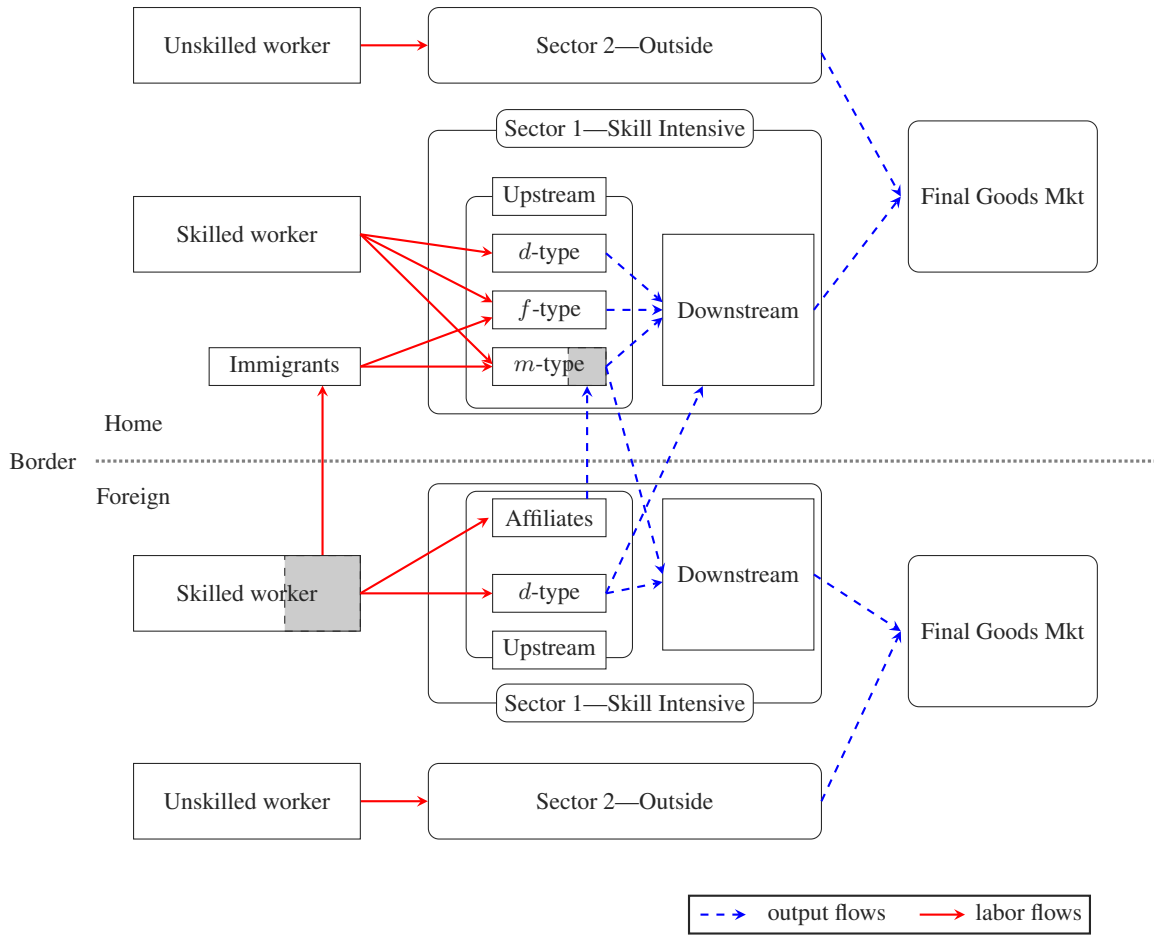 Unskilled worker
Sector 2—Outside
Sector 1—Skill Intensive
Upstream
Final Goods Mkt
Skilled worker
d-type
f-type
Downstream
Immigrants
m-type
Home
Border
Foreign
Affiliates
Downstream
Skilled worker
d-type
Final Goods Mkt
Upstream
Sector 1—Skill Intensive
Unskilled worker
Sector 2—Outside
output flows
labor flows